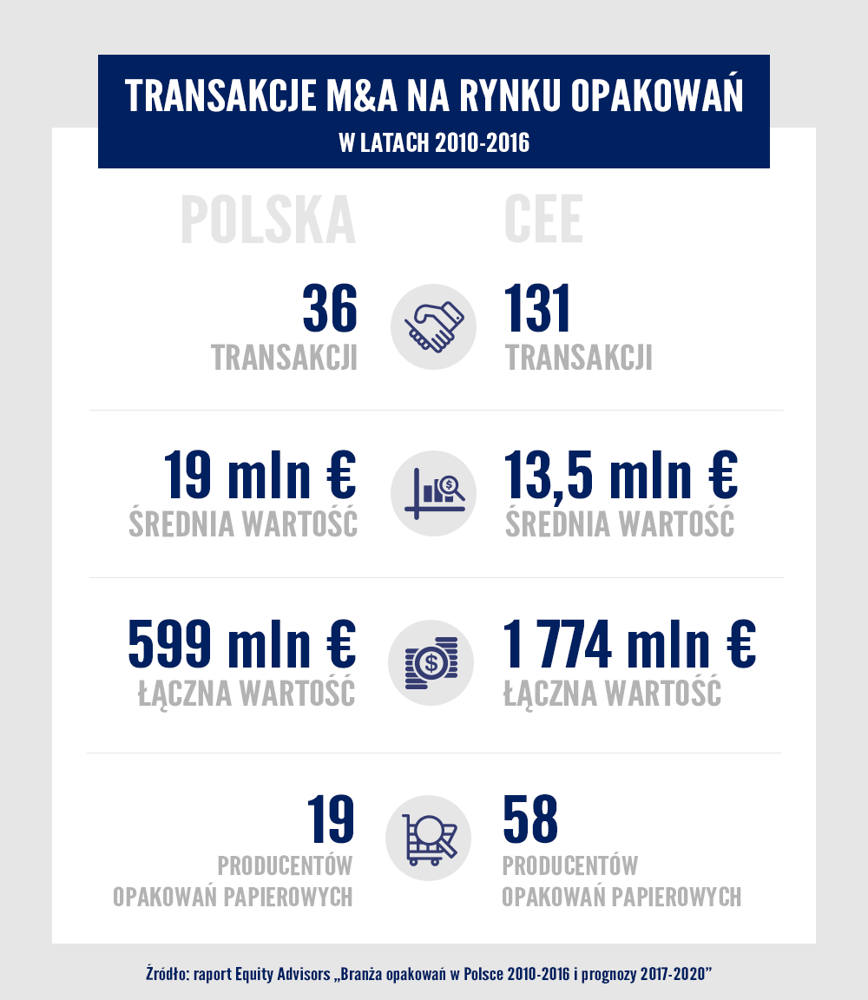 TRANSAKCJE M&A NA RYNKU OPAKOWAŃ
W LATACH 2010-2016
POLSKA
CEE
36
TRANSAKCJI
131
TRANSAKCJI
19 mln €
ŚREDNIA WARTOŚĆ
13,5 mln €
ŚREDNIA WARTOŚĆ
599 mln €
ŁĄCZNA WARTOŚĆ
1 774 mln €
ŁĄCZNA WARTOŚĆ
19
PRODUCENTÓW
OPAKOWAŃ PAPIEROWYCH
58
PRODUCENTÓW
OPAKOWAŃ PAPIEROWYCH
Źródło: raport Equity Advisors „Branża opakowań w Polsce 2010-2016 i prognozy 2017-2020”